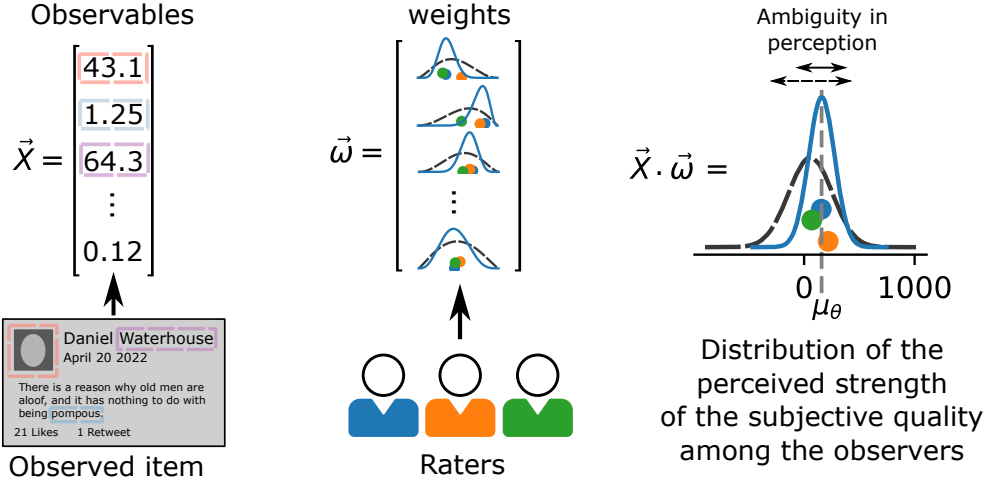 Observables
43.1
1.25
64.3
⋮
0.12
X⃗ =
Daniel Waterhouse
April 20 2022
There is a reason why old men are
aloof, and it has nothing to do with
being pompous.
21 Likes 1 Retweet
Observed item
weights
ω⃗ =
⋮
Raters
Ambiguity in
perception
X⃗ · ω⃗ =
0 1000
μθ
Distribution of the
perceived strength
of the subjective quality
among the observers